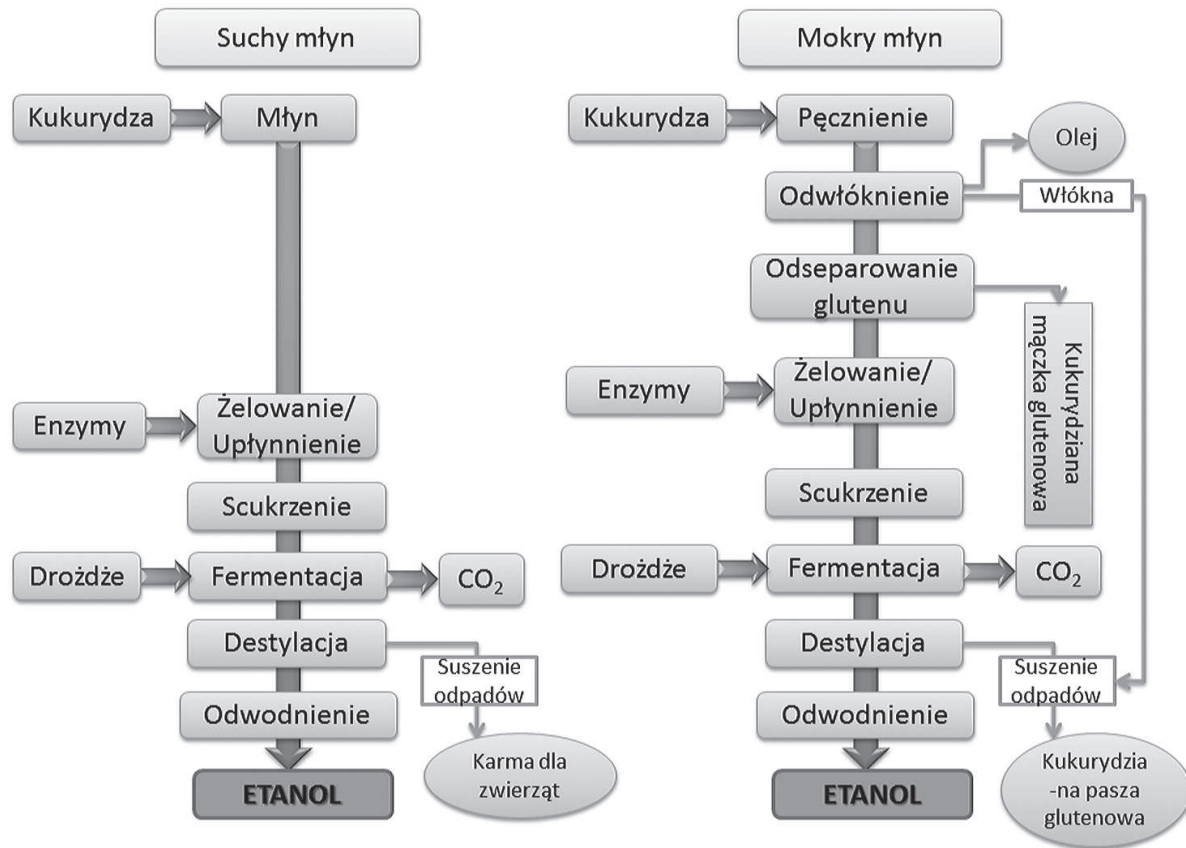 Suchy młyn
Kukurydza
Młyn
Enzymy
Żelowanie/
Upłynnienie
Scukrzenie
Drożdże
Fermentacja
CO₂
Destylacja
Suszenie
odpadów
Odwodnienie
Karma dla
zwierząt
ETANOL
Mokry młyn
Kukurydza
Pęcznienie
Olej
Odwłóknienie
Włókna
Odseparowanie
glutenu
Kukurydziana
mączka glutenowa
Enzymy
Żelowanie/
Upłynnienie
Scukrzenie
Drożdże
Fermentacja
CO₂
Destylacja
Suszenie
odpadów
Odwodnienie
Kukurydzia
-na pasza
glutenowa
ETANOL